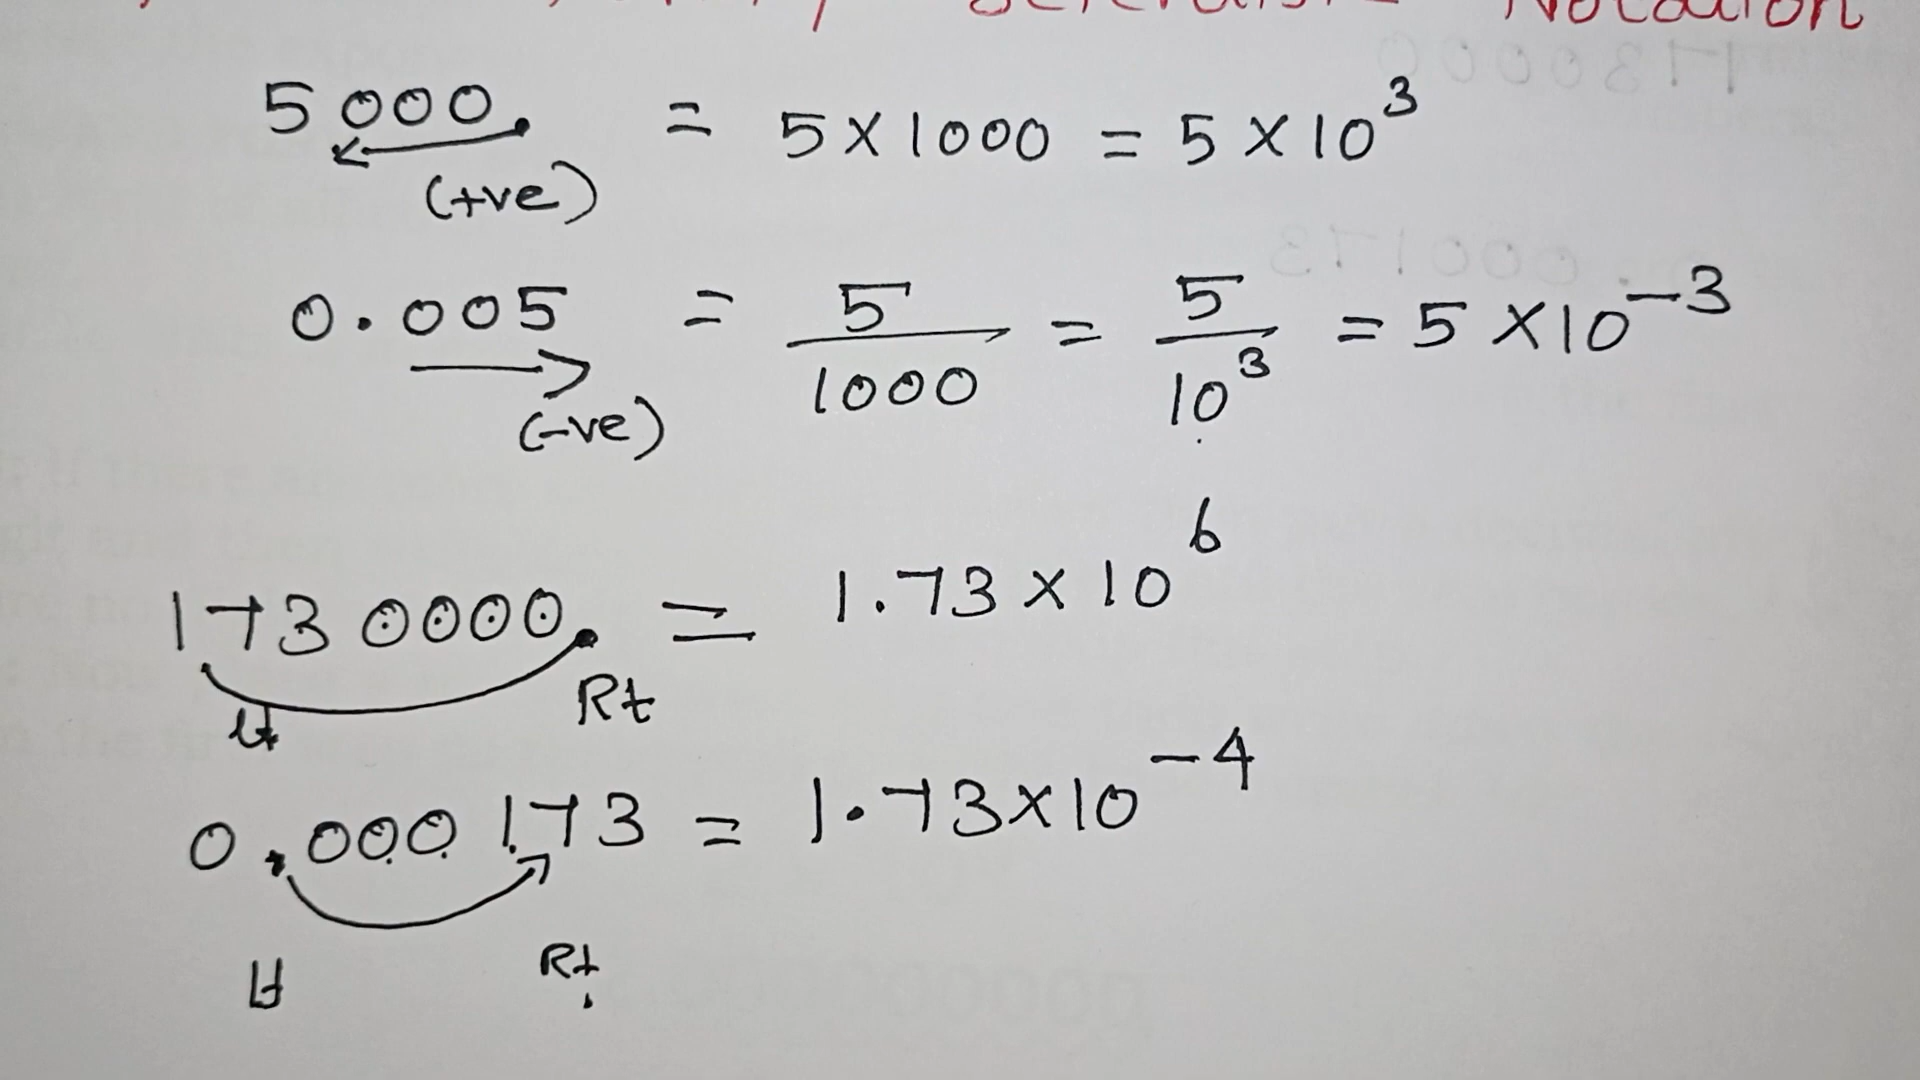 Notation
5000. = 5 × 1000 = 5 × 10³
(+ve)
0.005 = 5/1000 = 5/10³ = 5 × 10⁻³
(-ve)
1730000. = 1.73 × 10⁶
Lt Rt
0.000173 = 1.73 × 10⁻⁴
Lt Rt